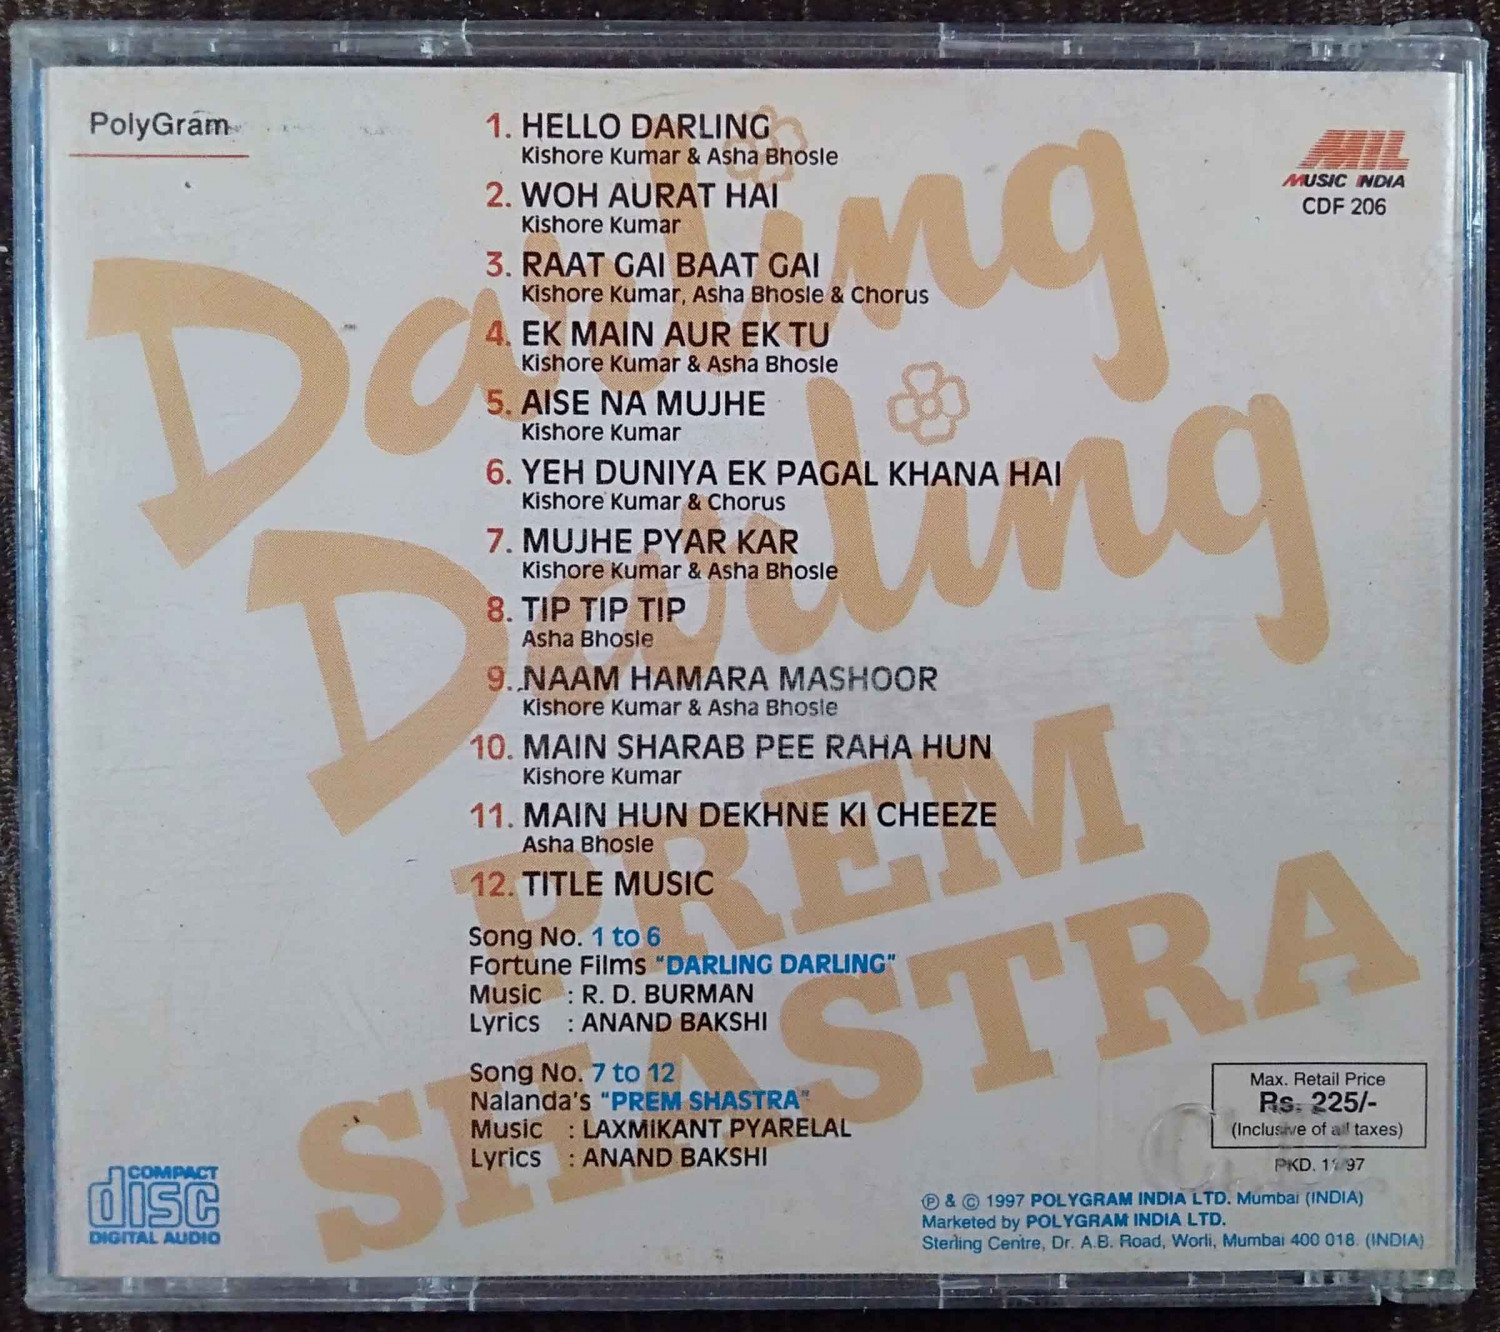 PolyGram
1. HELLO DARLING
Kishore Kumar & Asha Bhosle
2. WOH AURAT HAI
Kishore Kumar
3. RAAT GAI BAAT GAI
Kishore Kumar, Asha Bhosle & Chorus
4. EK MAIN AUR EK TU
Kishore Kumar & Asha Bhosle
5. AISE NA MUJHE
Kishore Kumar
6. YEH DUNIYA EK PAGAL KHANA HAI
Kishore Kumar & Chorus
7. MUJHE PYAR KAR
Kishore Kumar & Asha Bhosle
8. TIP TIP TIP
Asha Bhosle
9. NAAM HAMARA MASHOOR
Kishore Kumar & Asha Bhosle
10. MAIN SHARAB PEE RAHA HUN
Kishore Kumar
11. MAIN HUN DEKHNE KI CHEEZE
Asha Bhosle
12. TITLE MUSIC
Song No. 1 to 6
Fortune Films "DARLING DARLING"
Music : R. D. BURMAN
Lyrics : ANAND BAKSHI
Song No. 7 to 12
Nalanda's "PREM SHASTRA"
Music : LAXMIKANT PYARELAL
Lyrics : ANAND BAKSHI
MIL
MUSIC INDIA
CDF 206
Darling
Darling
PREM
SHASTRA
COMPACT
disc
DIGITAL AUDIO
Max. Retail Price
Rs. 225/-
(Inclusive of all taxes)
PKD.
℗ & © 1997 POLYGRAM INDIA LTD. Mumbai (INDIA)
Marketed by POLYGRAM INDIA LTD.
Sterling Centre, Dr. A.B. Road, Worli, Mumbai 400 018. (INDIA)